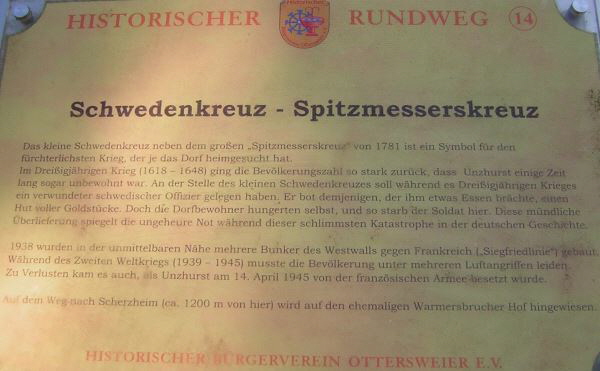 HISTORISCHER RUNDWEG 14
Historischer
Schwedenkreuz - Spitzmesserskreuz
Das kleine Schwedenkreuz neben dem großen „Spitzmesserskreuz" von 1781 ist ein Symbol für den
fürchterlichsten Krieg, der je das Dorf heimgesucht hat.
Im Dreißigjährigen Krieg (1618 – 1648) ging die Bevölkerungszahl so stark zurück, dass Unzhurst einige Zeit
lang sogar unbewohnt war. An der Stelle des kleinen Schwedenkreuzes soll während es Dreißigjährigen Krieges
ein verwundeter schwedischer Offizier gelegen haben. Er bot demjenigen, der ihm etwas Essen brächte, einen
Hut voller Goldstücke. Doch die Dorfbewohner hungerten selbst, und so starb der Soldat hier. Diese mündliche
Überlieferung spiegelt die ungeheure Not während dieser schlimmsten Katastrophe in der deutschen Geschichte.
1938 wurden in der unmittelbaren Nähe mehrere Bunker des Westwalls gegen Frankreich („Siegfriedlinie") gebaut.
Während des Zweiten Weltkriegs (1939 – 1945) musste die Bevölkerung unter mehreren Luftangriffen leiden.
Zu Verlusten kam es auch, als Unzhurst am 14. April 1945 von der französischen Armee besetzt wurde.
Auf dem Weg nach Scherzheim (ca. 1200 m von hier) wird auf den ehemaligen Warmersbrucher Hof hingewiesen.
HISTORISCHER BÜRGERVEREIN OTTERSWEIER E.V.